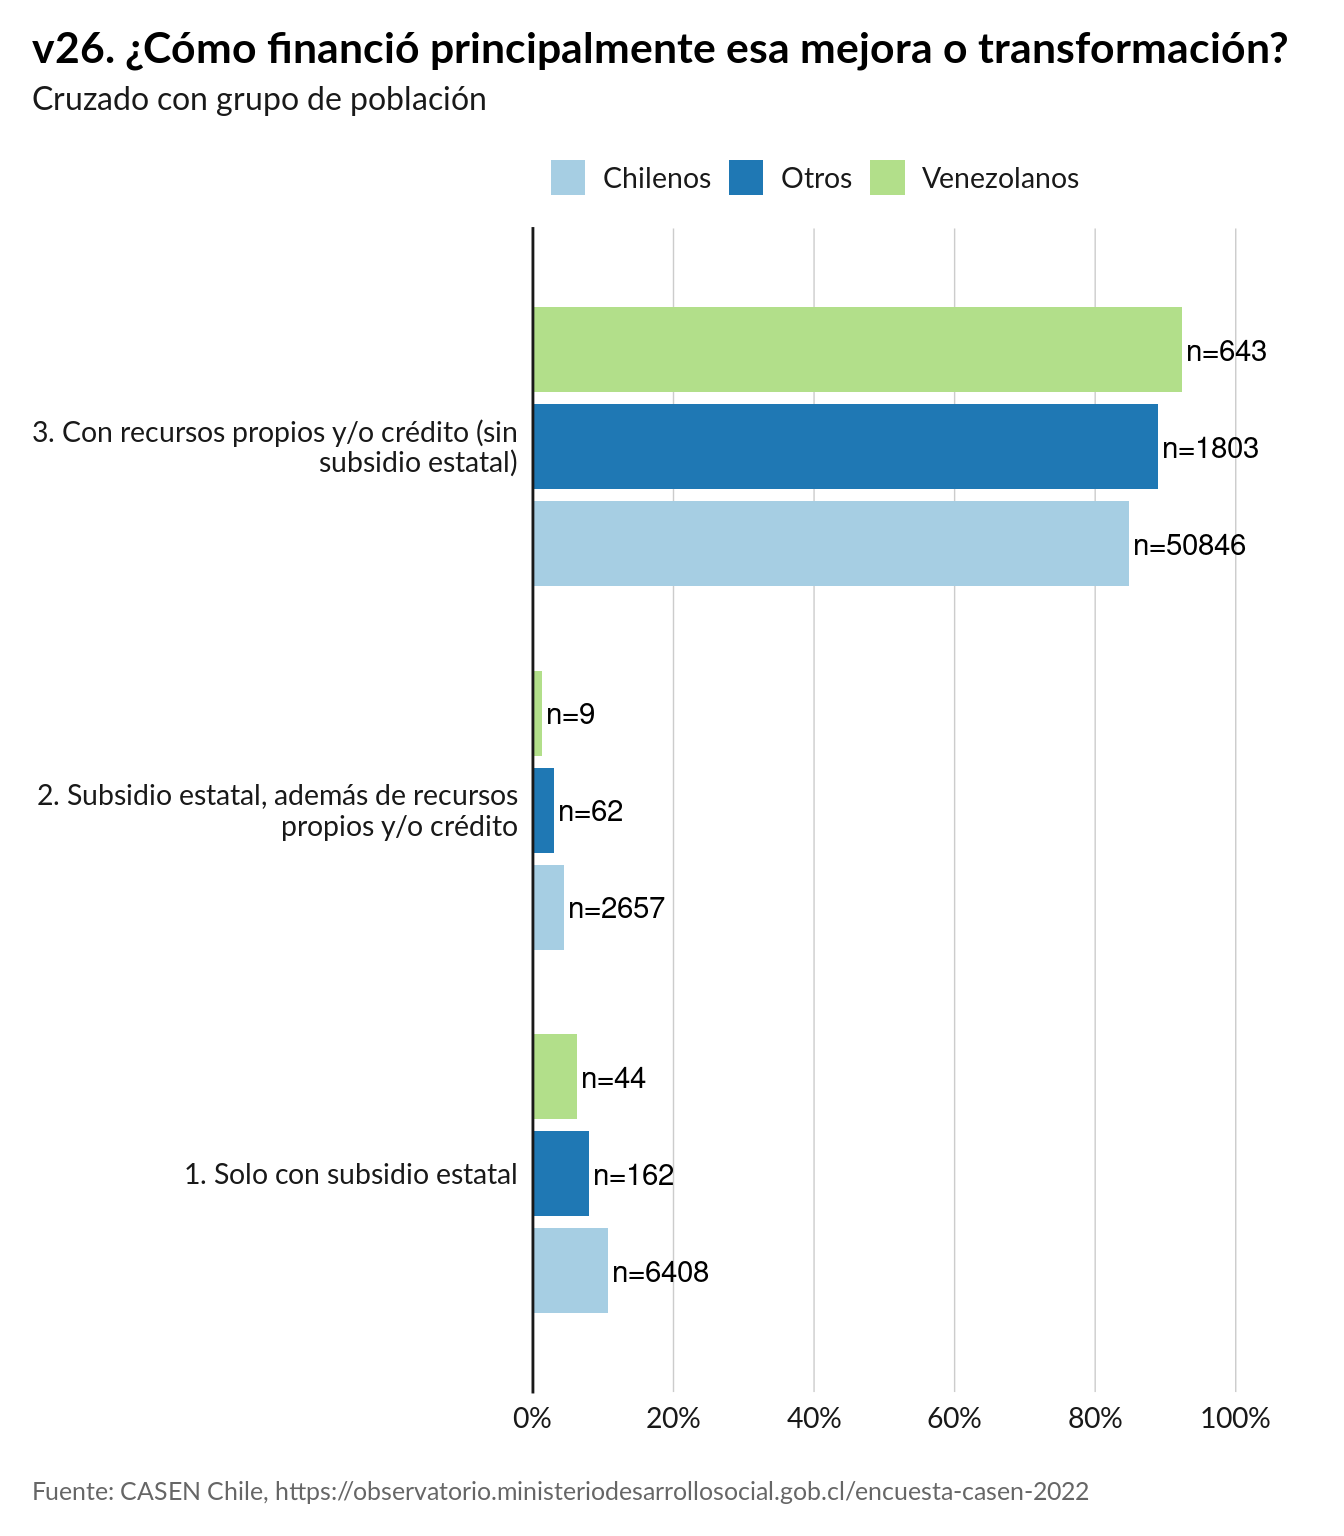 v26. ¿Cómo financió principalmente esa mejora o transformación?
Cruzado con grupo de población
Chilenos Otros Venezolanos
n=643
3. Con recursos propios y/o crédito (sin
subsidio estatal)
n=1803
n=50846
n=9
2. Subsidio estatal, además de recursos
propios y/o crédito
n=62
n=2657
n=44
1. Solo con subsidio estatal
n=162
n=6408
0% 20% 40% 60% 80% 100%
Fuente: CASEN Chile, https://observatorio.ministeriodesarrollosocial.gob.cl/encuesta-casen-2022